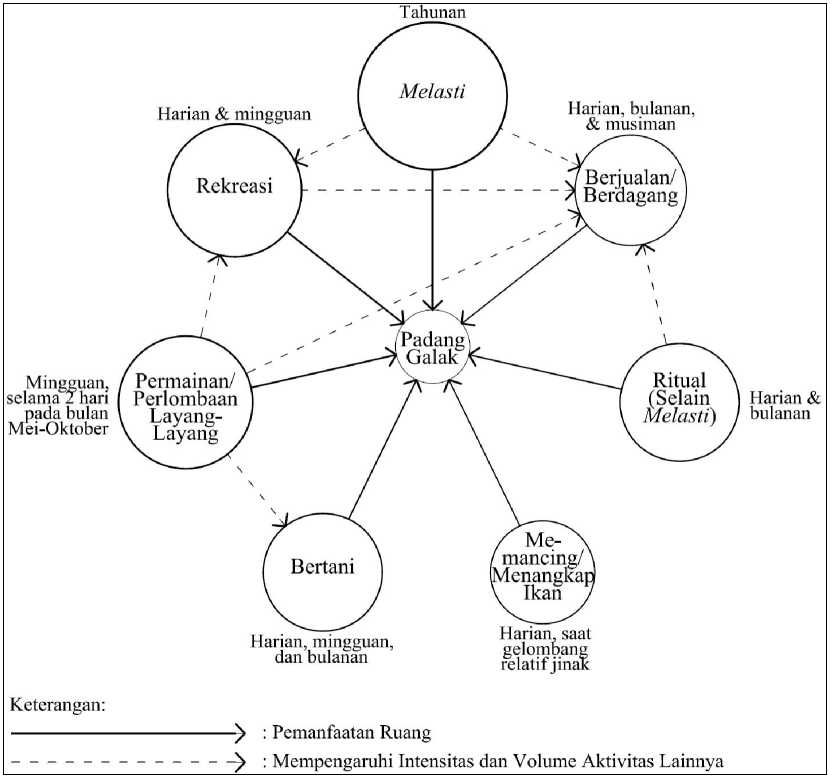 Tahunan
Melasti
Harian & mingguan
Rekreasi
Harian, bulanan,
& musiman
Berjualan/
Berdagang
Padang
Galak
Mingguan,
selama 2 hari
pada bulan
Mei-Oktober
Permainan/
Perlombaan
Layang-
Layang
Ritual
(Selain
Melasti)
Harian &
bulanan
Bertani
Harian, mingguan,
dan bulanan
Me-
mancing/
Menangkap
Ikan
Harian, saat
gelombang
relatif jinak
Keterangan:
: Pemanfaatan Ruang
: Mempengaruhi Intensitas dan Volume Aktivitas Lainnya